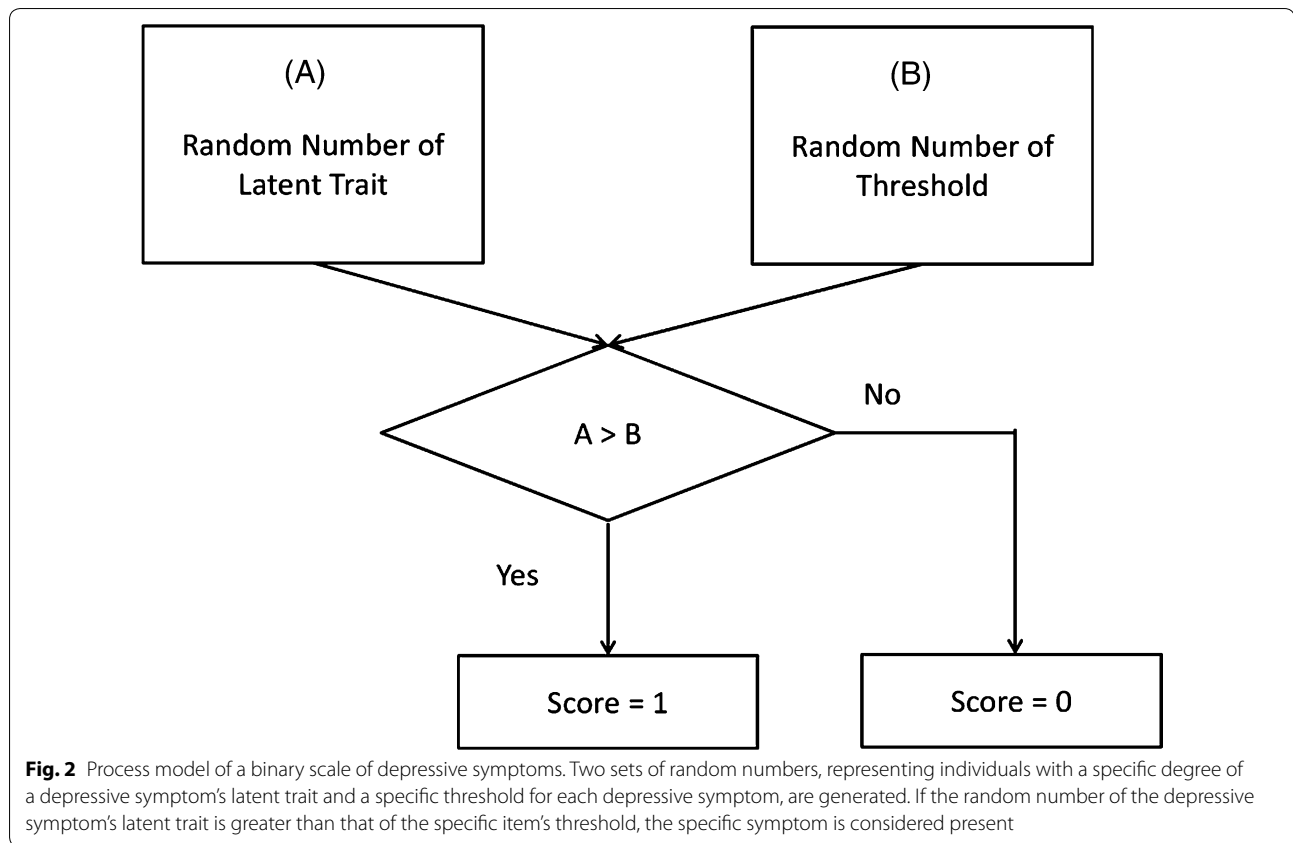 (A)
Random Number of
Latent Trait
(B)
Random Number of
Threshold
A > B
No
Yes
Score = 1
Score = 0
Fig. 2 Process model of a binary scale of depressive symptoms. Two sets of random numbers, representing individuals with a specific degree of
a depressive symptom's latent trait and a specific threshold for each depressive symptom, are generated. If the random number of the depressive
symptom's latent trait is greater than that of the specific item's threshold, the specific symptom is considered present